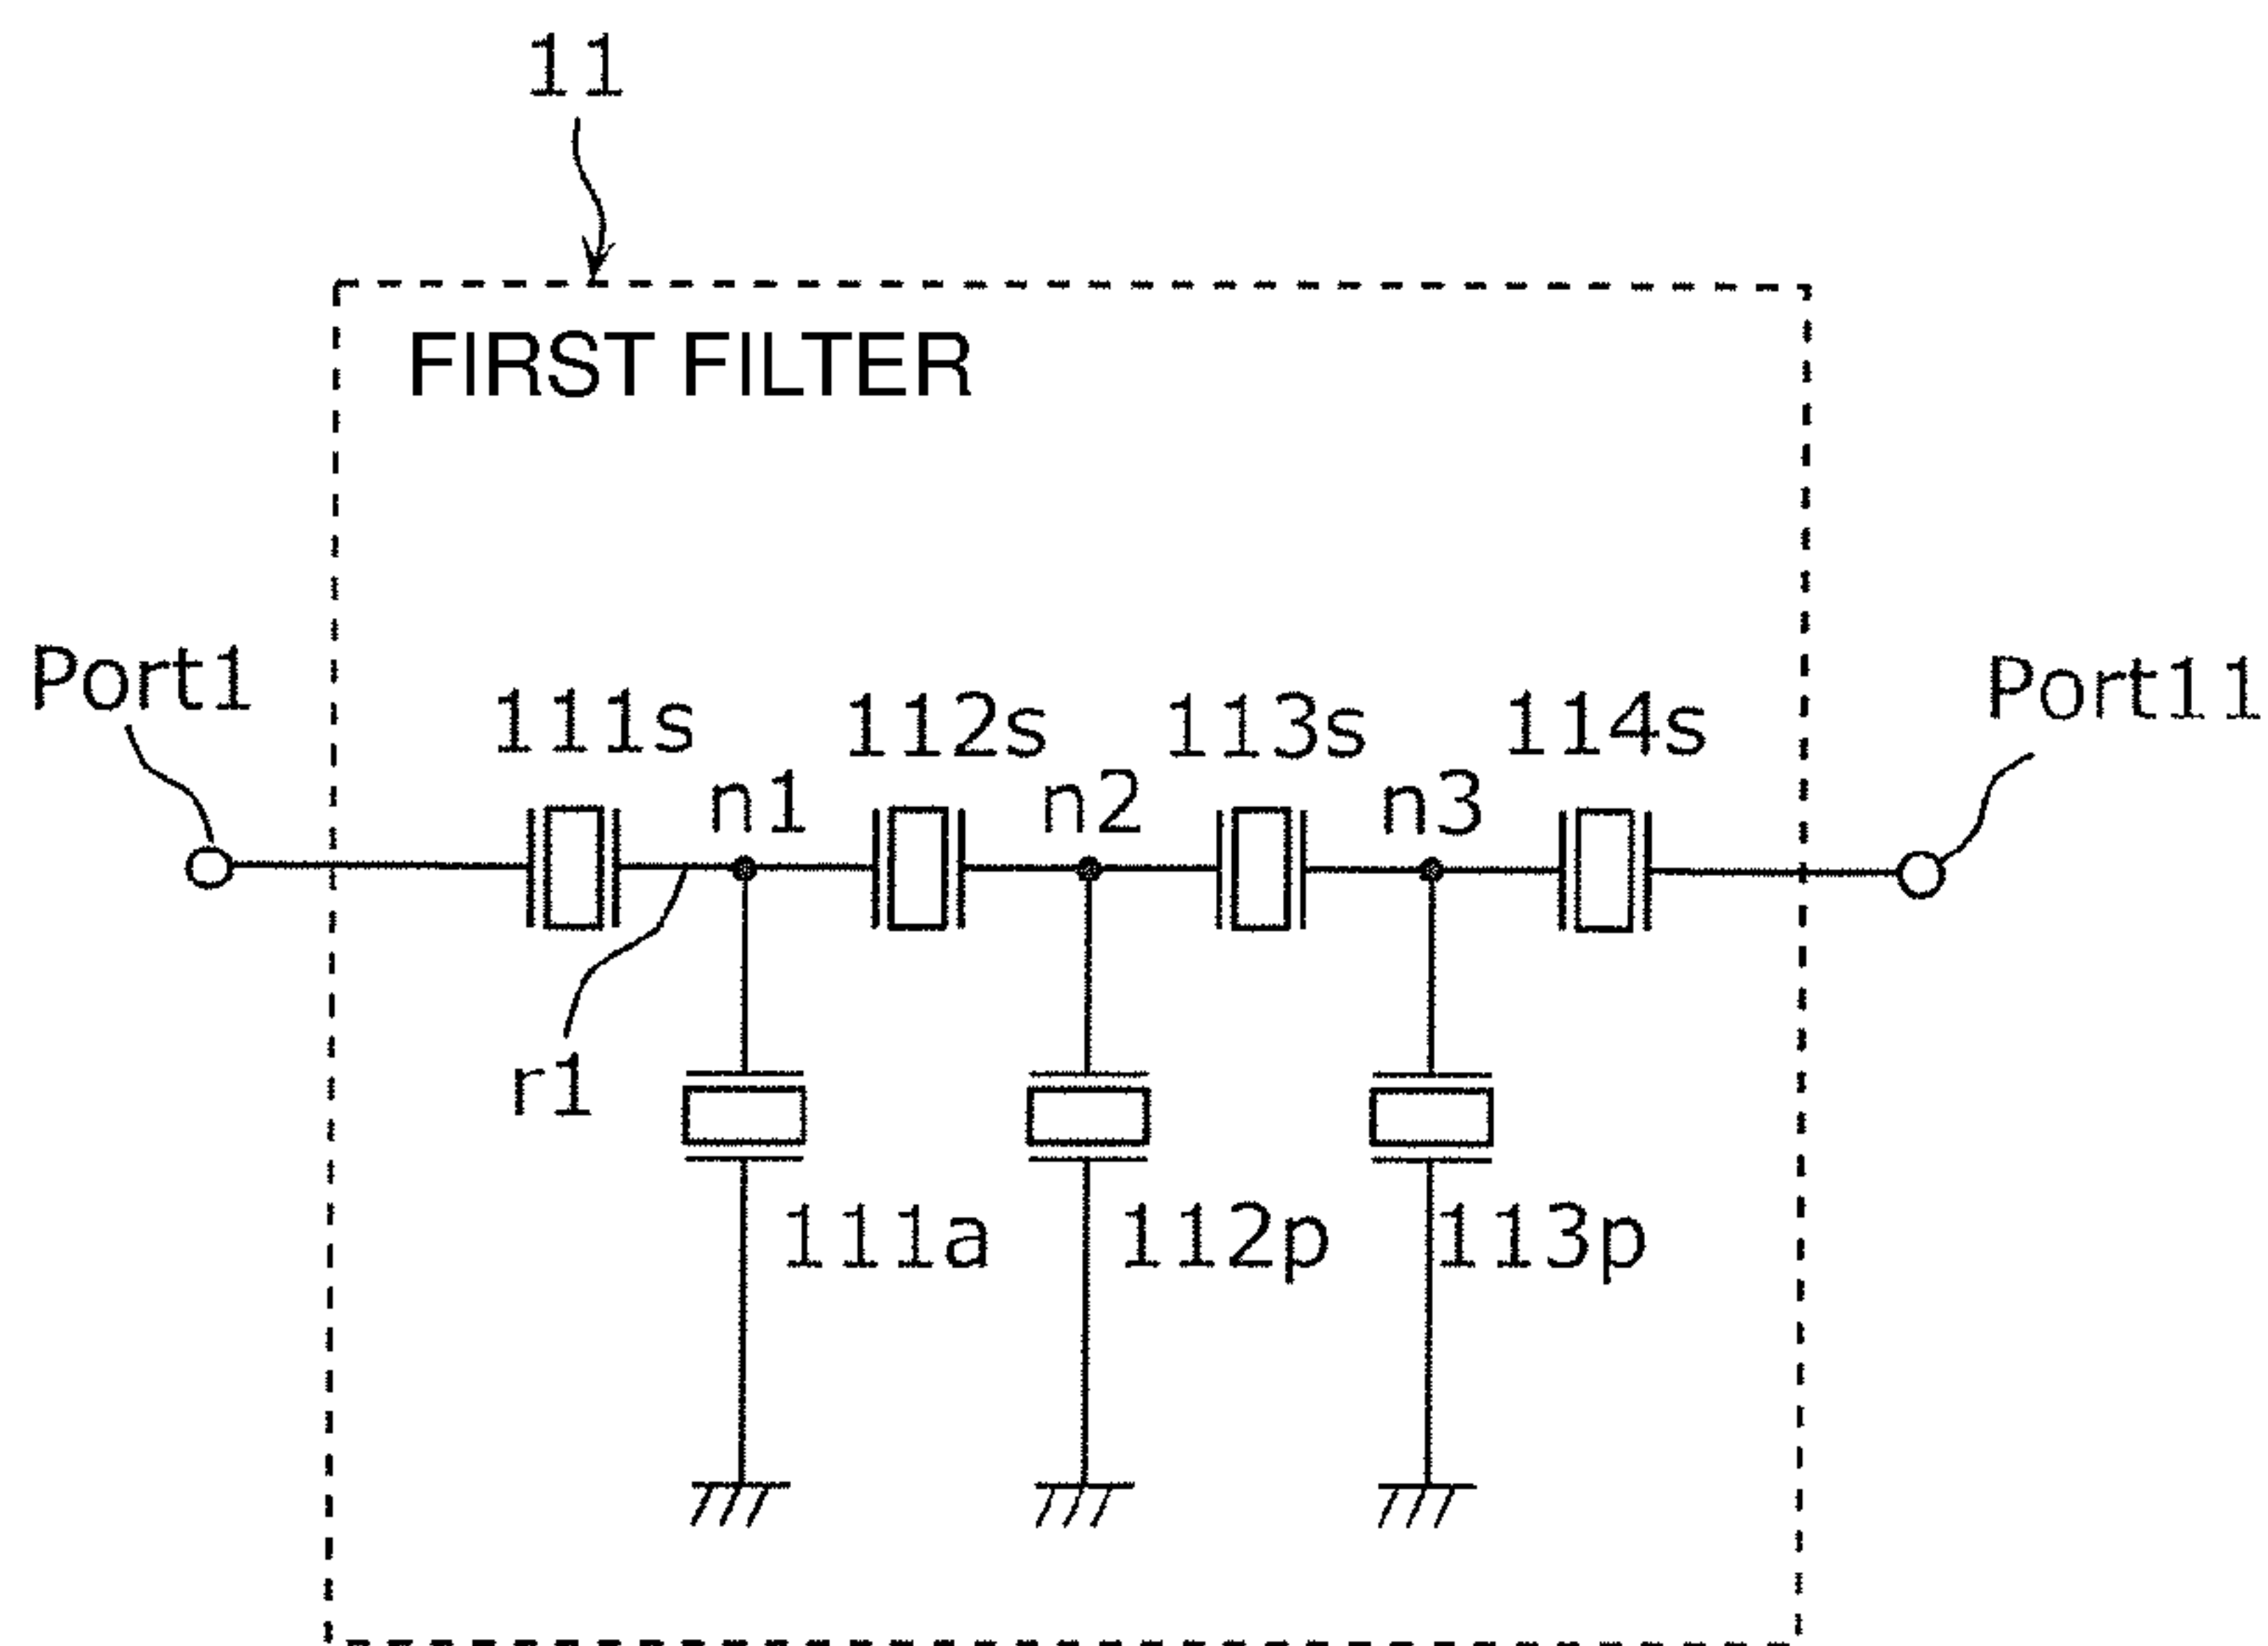 11
FIRST FILTER
Port1
111s
112s
113s
114s
Port11
n1
n2
n3
r1
111a
112p
113p